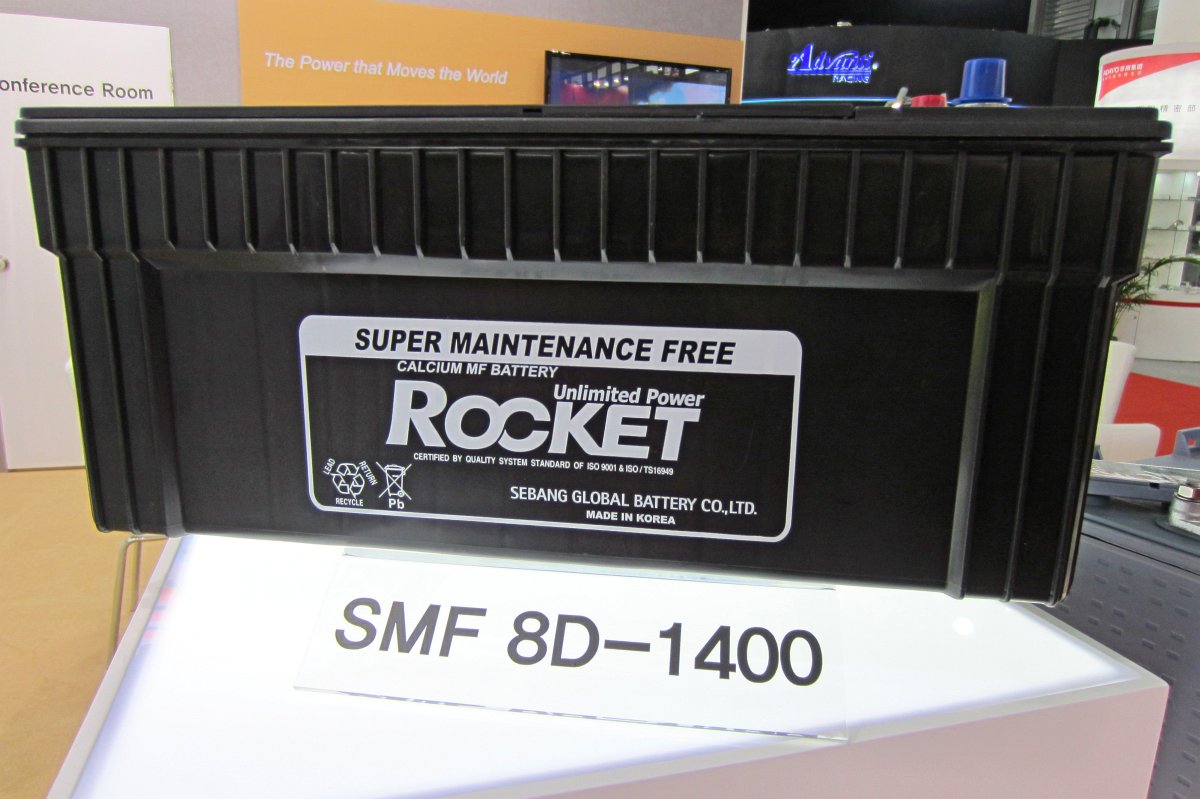 The Power that Moves the World
Advanti
RACING
onference Room
SUPER MAINTENANCE FREE
CALCIUM MF BATTERY
Unlimited Power
ROCKET
CERTIFIED BY QUALITY SYSTEM STANDARD OF ISO 9001 & ISO/TS16949
LEAD RETURN
RECYCLE
Pb
SEBANG GLOBAL BATTERY CO.,LTD.
MADE IN KOREA
SMF 8D-1400